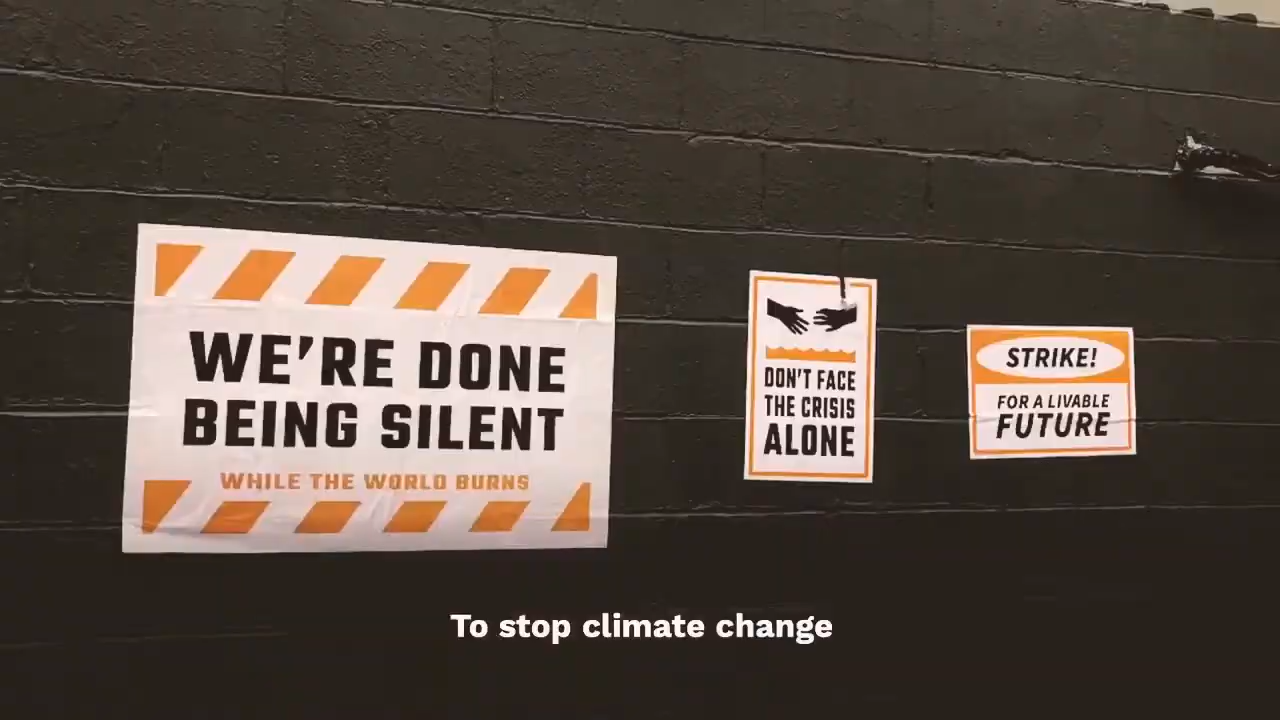 WE'RE DONE
BEING SILENT
WHILE THE WORLD BURNS
DON'T FACE
THE CRISIS
ALONE
STRIKE!
FOR A LIVABLE
FUTURE
To stop climate change